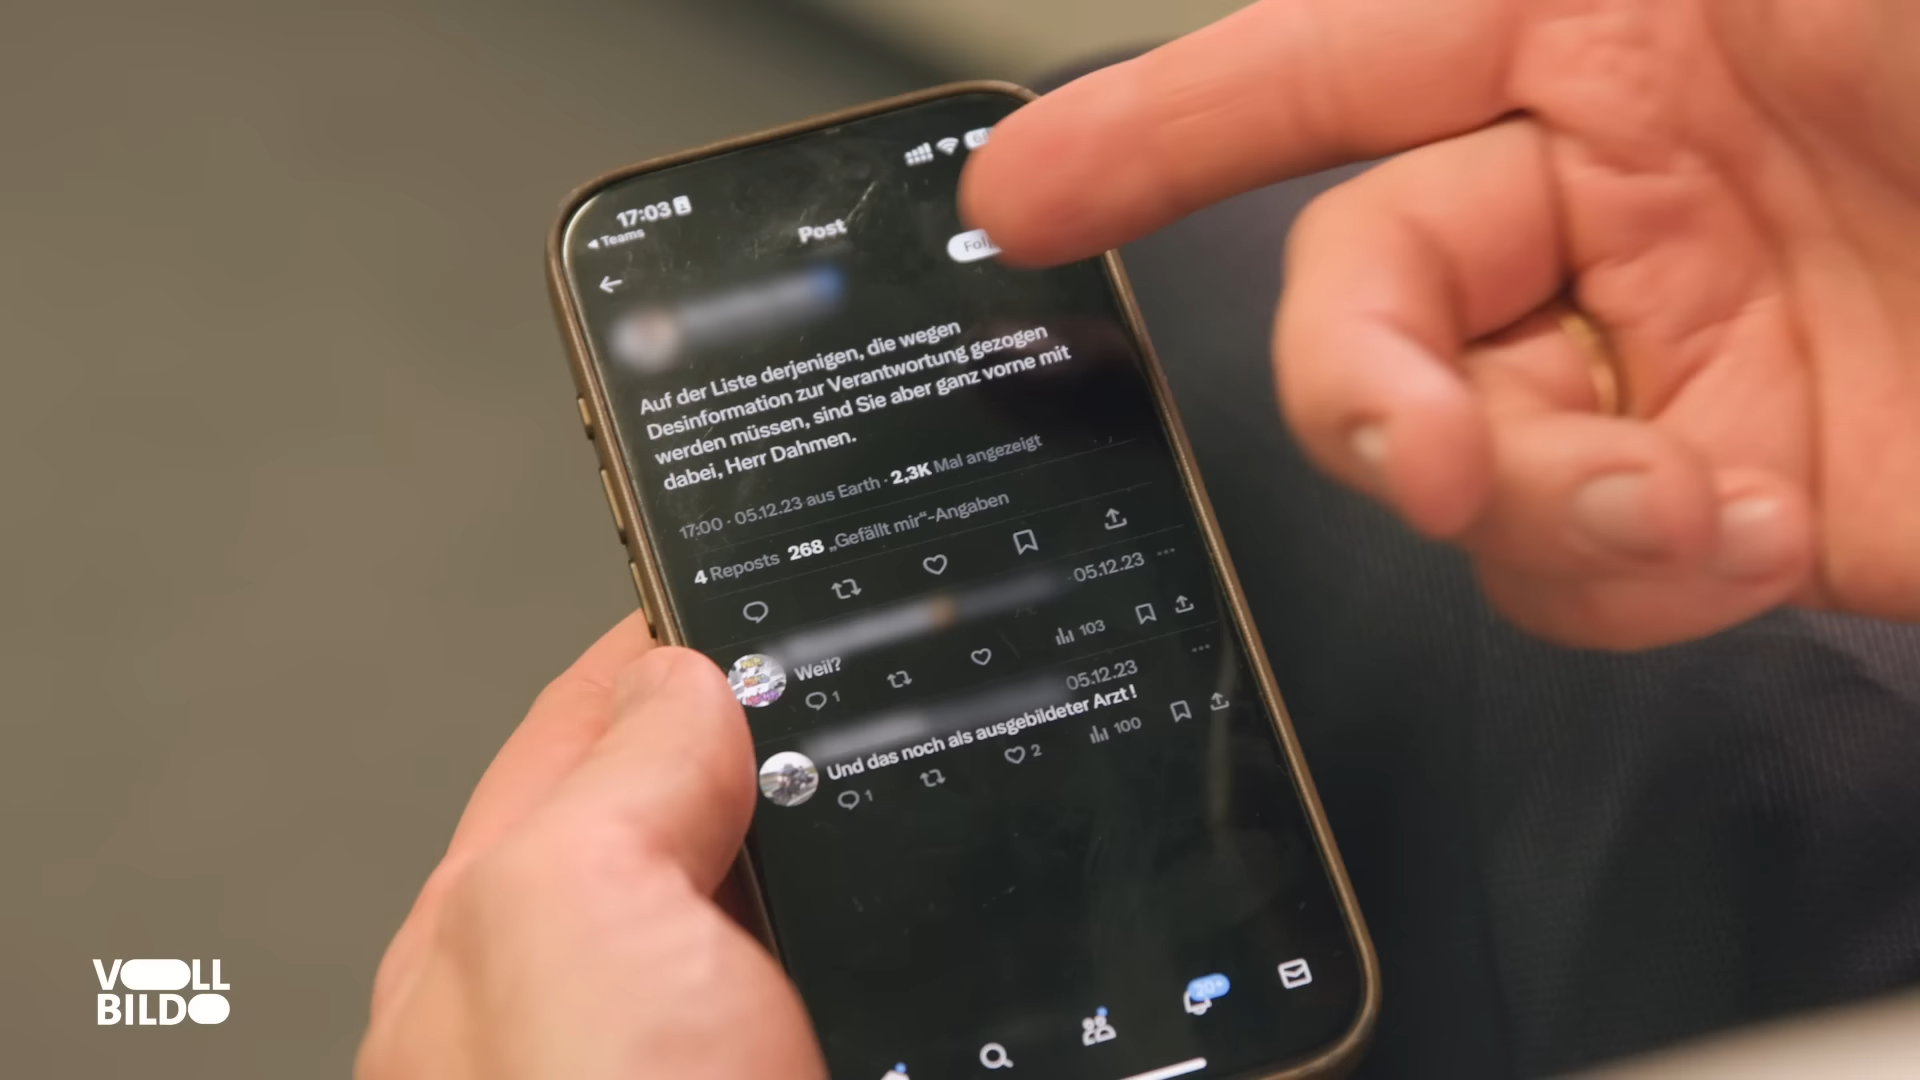 17:03
◀ Teams
Post
Auf der Liste derjenigen, die wegen
Desinformation zur Verantwortung gezogen
werden müssen, sind Sie aber ganz vorne mit
dabei, Herr Dahmen.
17:00 · 05.12.23 aus Earth · 2,3K Mal angezeigt
4 Reposts 268 „Gefällt mir“-Angaben
05.12.23
Weil?
1
103
05.12.23
Und das noch als ausgebildeter Arzt !
1
2
100
20+
VOLL
BILD